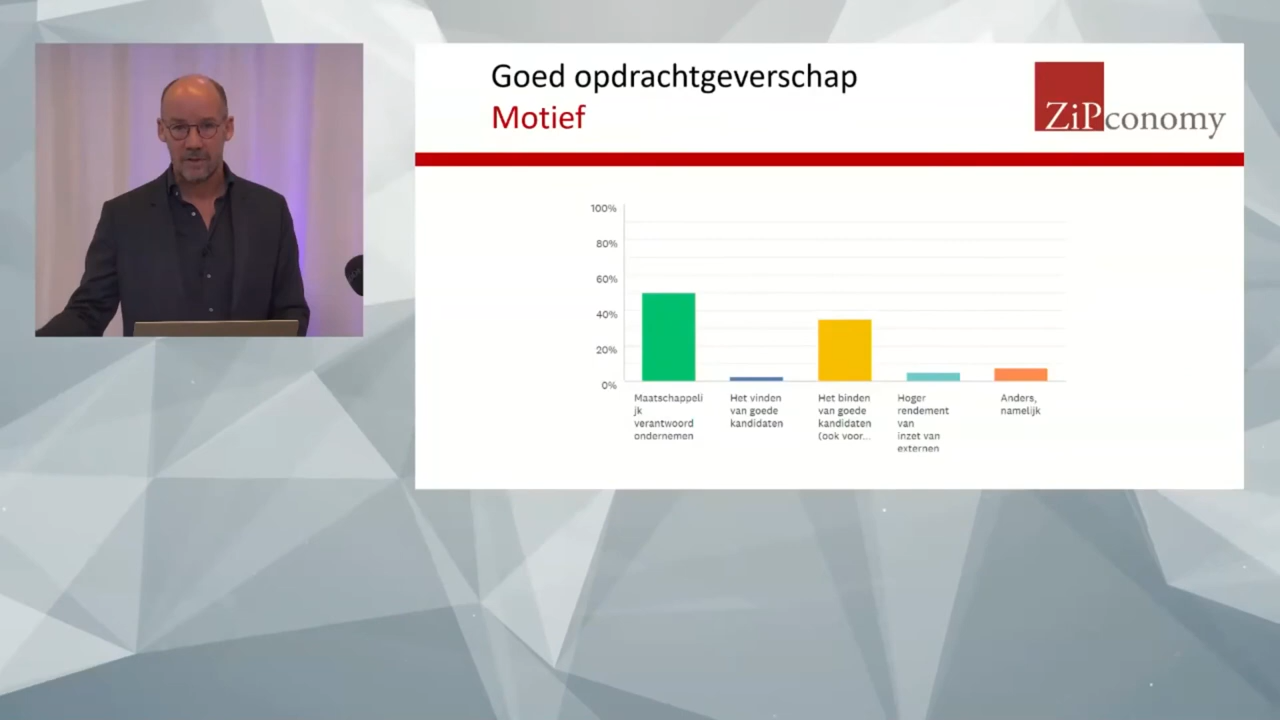 Goed opdrachtgeverschap
Motief
ZiPconomy
100%
80%
60%
40%
20%
0%
Maatschappeli
jk
verantwoord
ondernemen
Het vinden
van goede
kandidaten
Het binden
van goede
kandidaten
(ook voor...
Hoger
rendement
van
inzet van
externen
Anders,
namelijk